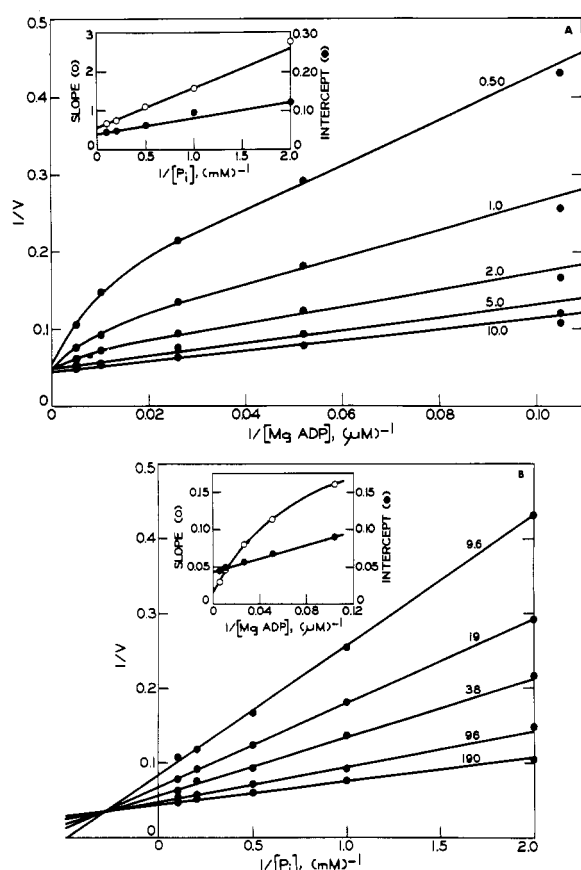 A
0.5
0.4
0.3
0.2
0.1
0
1/V
3
2
1
0
SLOPE (O)
0.30
0.20
0.10
0
INTERCEPT (●)
0 0.5 1.0 1.5 2.0
1/[Pi], (mM)⁻¹
0.50
1.0
2.0
5.0
10.0
0 0.02 0.04 0.06 0.08 0.10
1/[Mg ADP], (μM)⁻¹
B
0.5
0.4
0.3
0.2
0.1
0
1/V
0.15
0.10
0.05
0
SLOPE (O)
0.15
0.10
0.05
0
INTERCEPT (●)
0 0.04 0.08 0.12
1/[Mg ADP], (μM)⁻¹
9.6
19
38
96
190
0 0.5 1.0 1.5 2.0
1/[Pi], (mM)⁻¹